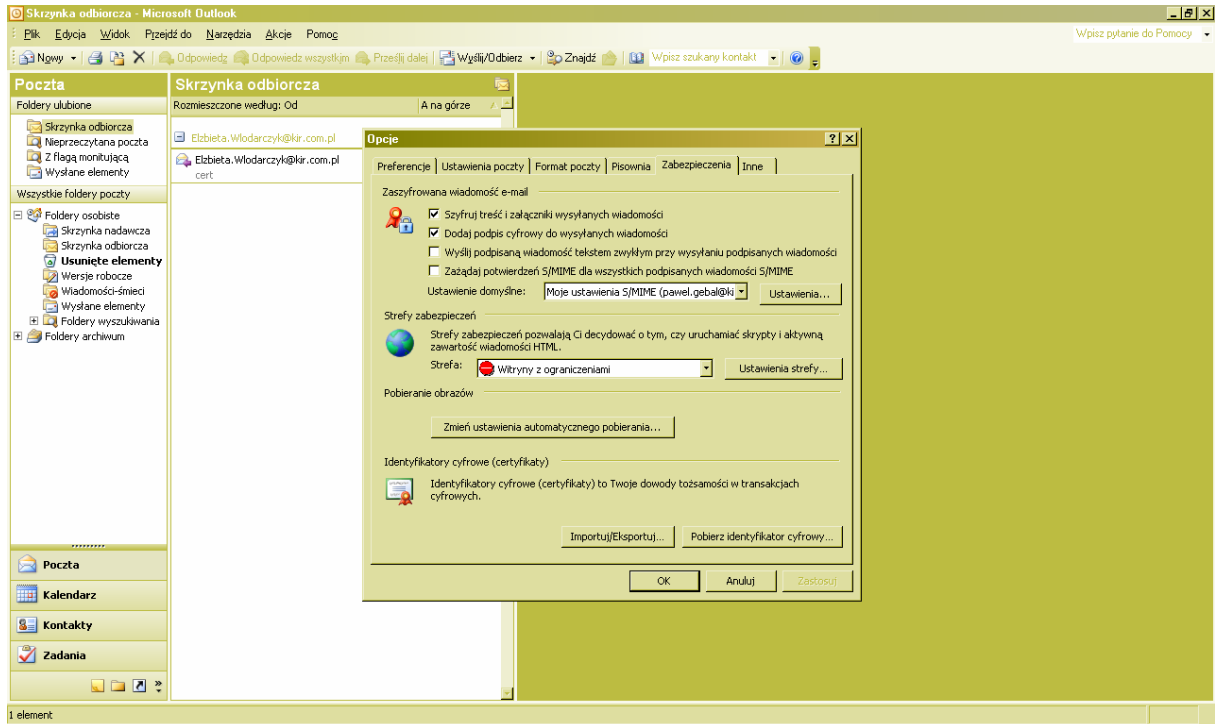 Skrzynka odbiorcza - Microsoft Outlook
Plik Edycja Widok Przejdź do Narzędzia Akcje Pomoc
Wpisz pytanie do Pomocy
Nowy Odpowiedz Odpowiedz wszystkim Prześlij dalej Wyślij/Odbierz Znajdź Wpisz szukany kontakt
Poczta
Foldery ulubione
Skrzynka odbiorcza
Nieprzeczytana poczta
Z flagą monitującą
Wysłane elementy
Wszystkie foldery poczty
Foldery osobiste
Skrzynka nadawcza
Skrzynka odbiorcza
Usunięte elementy
Wersje robocze
Wiadomości-śmieci
Wysłane elementy
Foldery wyszukiwania
Foldery archiwum
Poczta
Kalendarz
Kontakty
Zadania
Skrzynka odbiorcza
Rozmieszczone według: Od A na górze
Elzbieta.Wlodarczyk@kir.com.pl
Elzbieta.Wlodarczyk@kir.com.pl
cert
Opcje
Preferencje Ustawienia poczty Format poczty Pisownia Zabezpieczenia Inne
Zaszyfrowana wiadomość e-mail
Szyfruj treść i załączniki wysyłanych wiadomości
Dodaj podpis cyfrowy do wysyłanych wiadomości
Wyślij podpisaną wiadomość tekstem zwykłym przy wysyłaniu podpisanych wiadomości
Zażądaj potwierdzeń S/MIME dla wszystkich podpisanych wiadomości S/MIME
Ustawienie domyślne: Moje ustawienia S/MIME (pawel.gebal@ki Ustawienia...
Strefy zabezpieczeń
Strefy zabezpieczeń pozwalają Ci decydować o tym, czy uruchamiać skrypty i aktywną
zawartość wiadomości HTML.
Strefa: Witryny z ograniczeniami Ustawienia strefy...
Pobieranie obrazów
Zmień ustawienia automatycznego pobierania...
Identyfikatory cyfrowe (certyfikaty)
Identyfikatory cyfrowe (certyfikaty) to Twoje dowody tożsamości w transakcjach
cyfrowych.
Importuj/Eksportuj... Pobierz identyfikator cyfrowy...
OK Anuluj Zastosuj
1 element